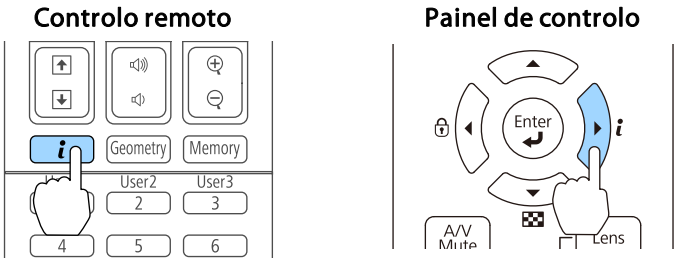 Controlo remoto
Painel de controlo
i
Geometry
Memory
User2
User3
2
3
4
5
6
Enter
i
A/V
Mute
Lens